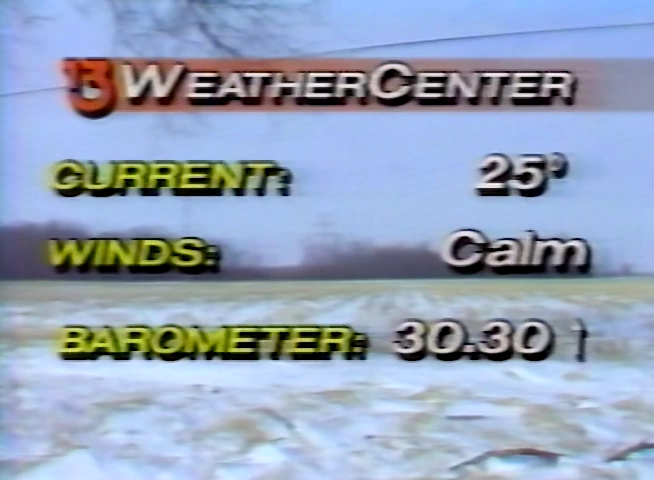 13 WEATHERCENTER
CURRENT: 25°
WINDS: Calm
BAROMETER: 30.30 ↑